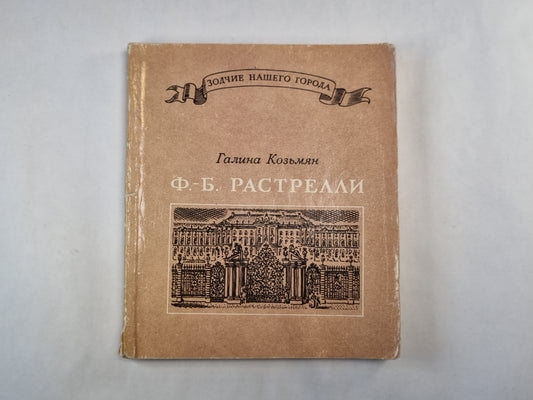 ЗОДЧИЕ НАШЕГО ГОРОДА
Галина Козьмян
Ф.-Б. РАСТРЕЛЛИ